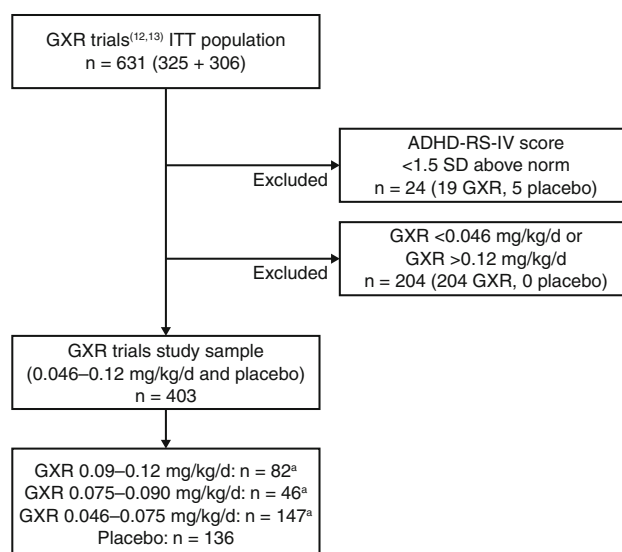 GXR trials(12,13) ITT population
n = 631 (325 + 306)
ADHD-RS-IV score
<1.5 SD above norm
n = 24 (19 GXR, 5 placebo)
Excluded
GXR <0.046 mg/kg/d or
GXR >0.12 mg/kg/d
n = 204 (204 GXR, 0 placebo)
Excluded
GXR trials study sample
(0.046–0.12 mg/kg/d and placebo)
n = 403
GXR 0.09–0.12 mg/kg/d: n = 82a
GXR 0.075–0.090 mg/kg/d: n = 46a
GXR 0.046–0.075 mg/kg/d: n = 147a
Placebo: n = 136